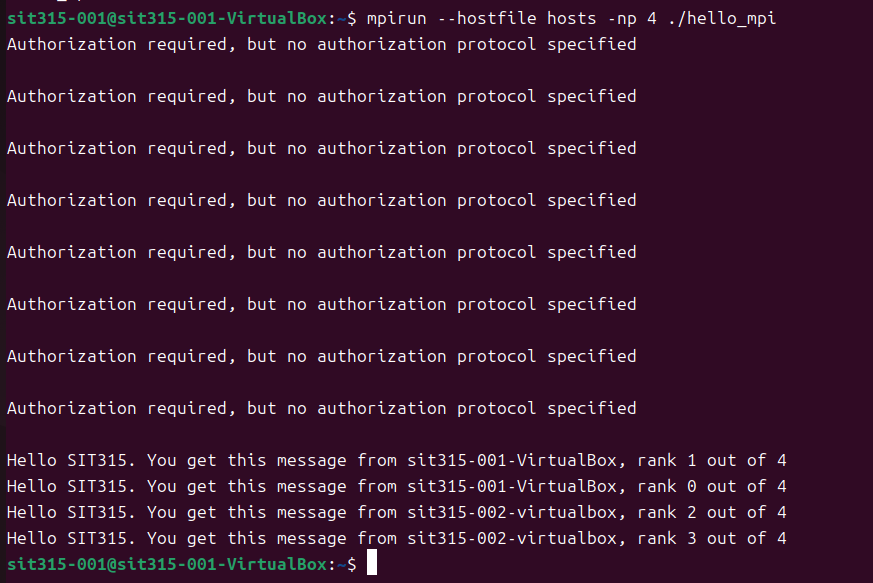 sit315-001@sit315-001-VirtualBox:~$ mpirun --hostfile hosts -np 4 ./hello_mpi
Authorization required, but no authorization protocol specified
Authorization required, but no authorization protocol specified
Authorization required, but no authorization protocol specified
Authorization required, but no authorization protocol specified
Authorization required, but no authorization protocol specified
Authorization required, but no authorization protocol specified
Authorization required, but no authorization protocol specified
Authorization required, but no authorization protocol specified
Hello SIT315. You get this message from sit315-001-VirtualBox, rank 1 out of 4
Hello SIT315. You get this message from sit315-001-VirtualBox, rank 0 out of 4
Hello SIT315. You get this message from sit315-002-virtualbox, rank 2 out of 4
Hello SIT315. You get this message from sit315-002-virtualbox, rank 3 out of 4
sit315-001@sit315-001-VirtualBox:~$